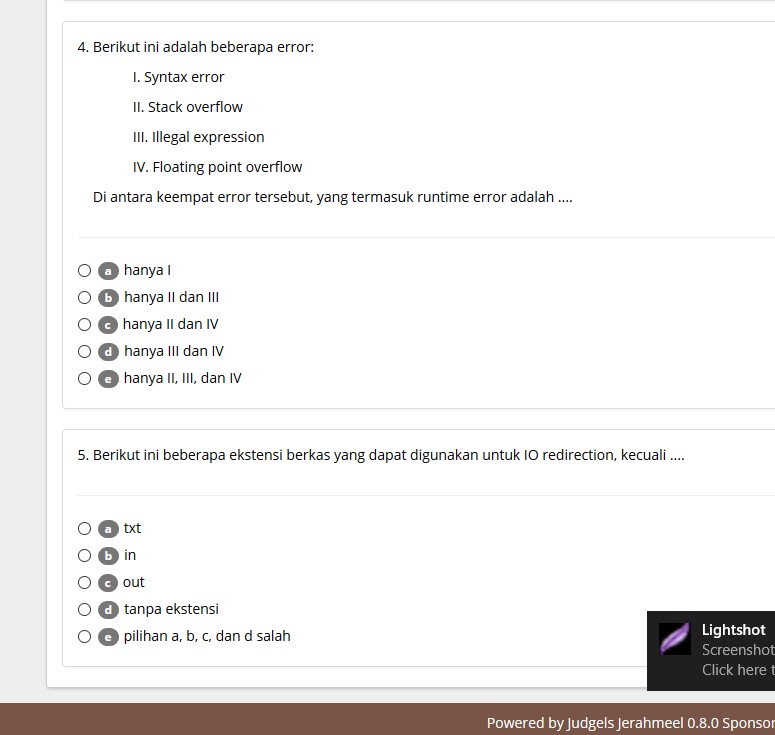 4. Berikut ini adalah beberapa error:
I. Syntax error
II. Stack overflow
III. Illegal expression
IV. Floating point overflow
Di antara keempat error tersebut, yang termasuk runtime error adalah ....
a hanya I
b hanya II dan III
c hanya II dan IV
d hanya III dan IV
e hanya II, III, dan IV
5. Berikut ini beberapa ekstensi berkas yang dapat digunakan untuk IO redirection, kecuali ....
a txt
b in
c out
d tanpa ekstensi
e pilihan a, b, c, dan d salah
Lightshot
Screenshot
Click here t
Powered by Judgels Jerahmeel 0.8.0 Sponsor